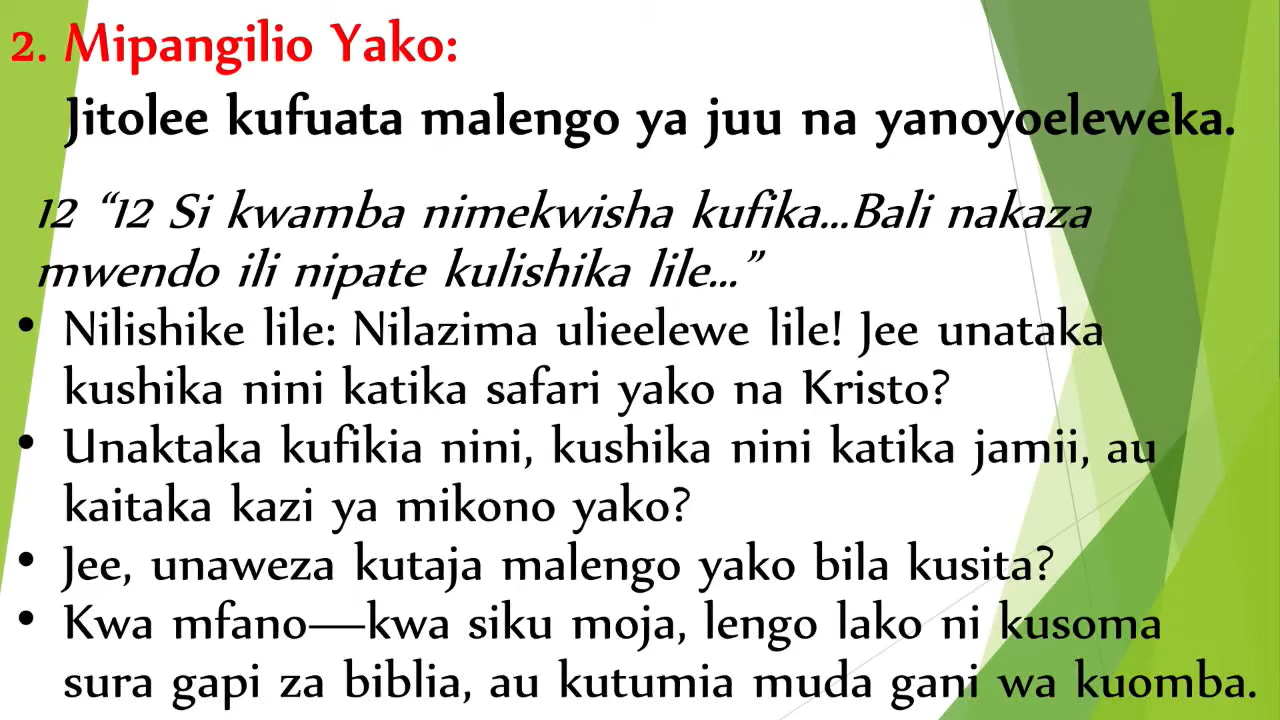 2. Mipangilio Yako:
Jitolee kufuata malengo ya juu na yanoyoeleweka.
12 “12 Si kwamba nimekwisha kufika...Bali nakaza
mwendo ili nipate kulishika lile...”
• Nilishike lile: Nilazima ulieelewe lile! Jee unataka
kushika nini katika safari yako na Kristo?
• Unaktaka kufikia nini, kushika nini katika jamii, au
kaitaka kazi ya mikono yako?
• Jee, unaweza kutaja malengo yako bila kusita?
• Kwa mfano—kwa siku moja, lengo lako ni kusoma
sura gapi za biblia, au kutumia muda gani wa kuomba.